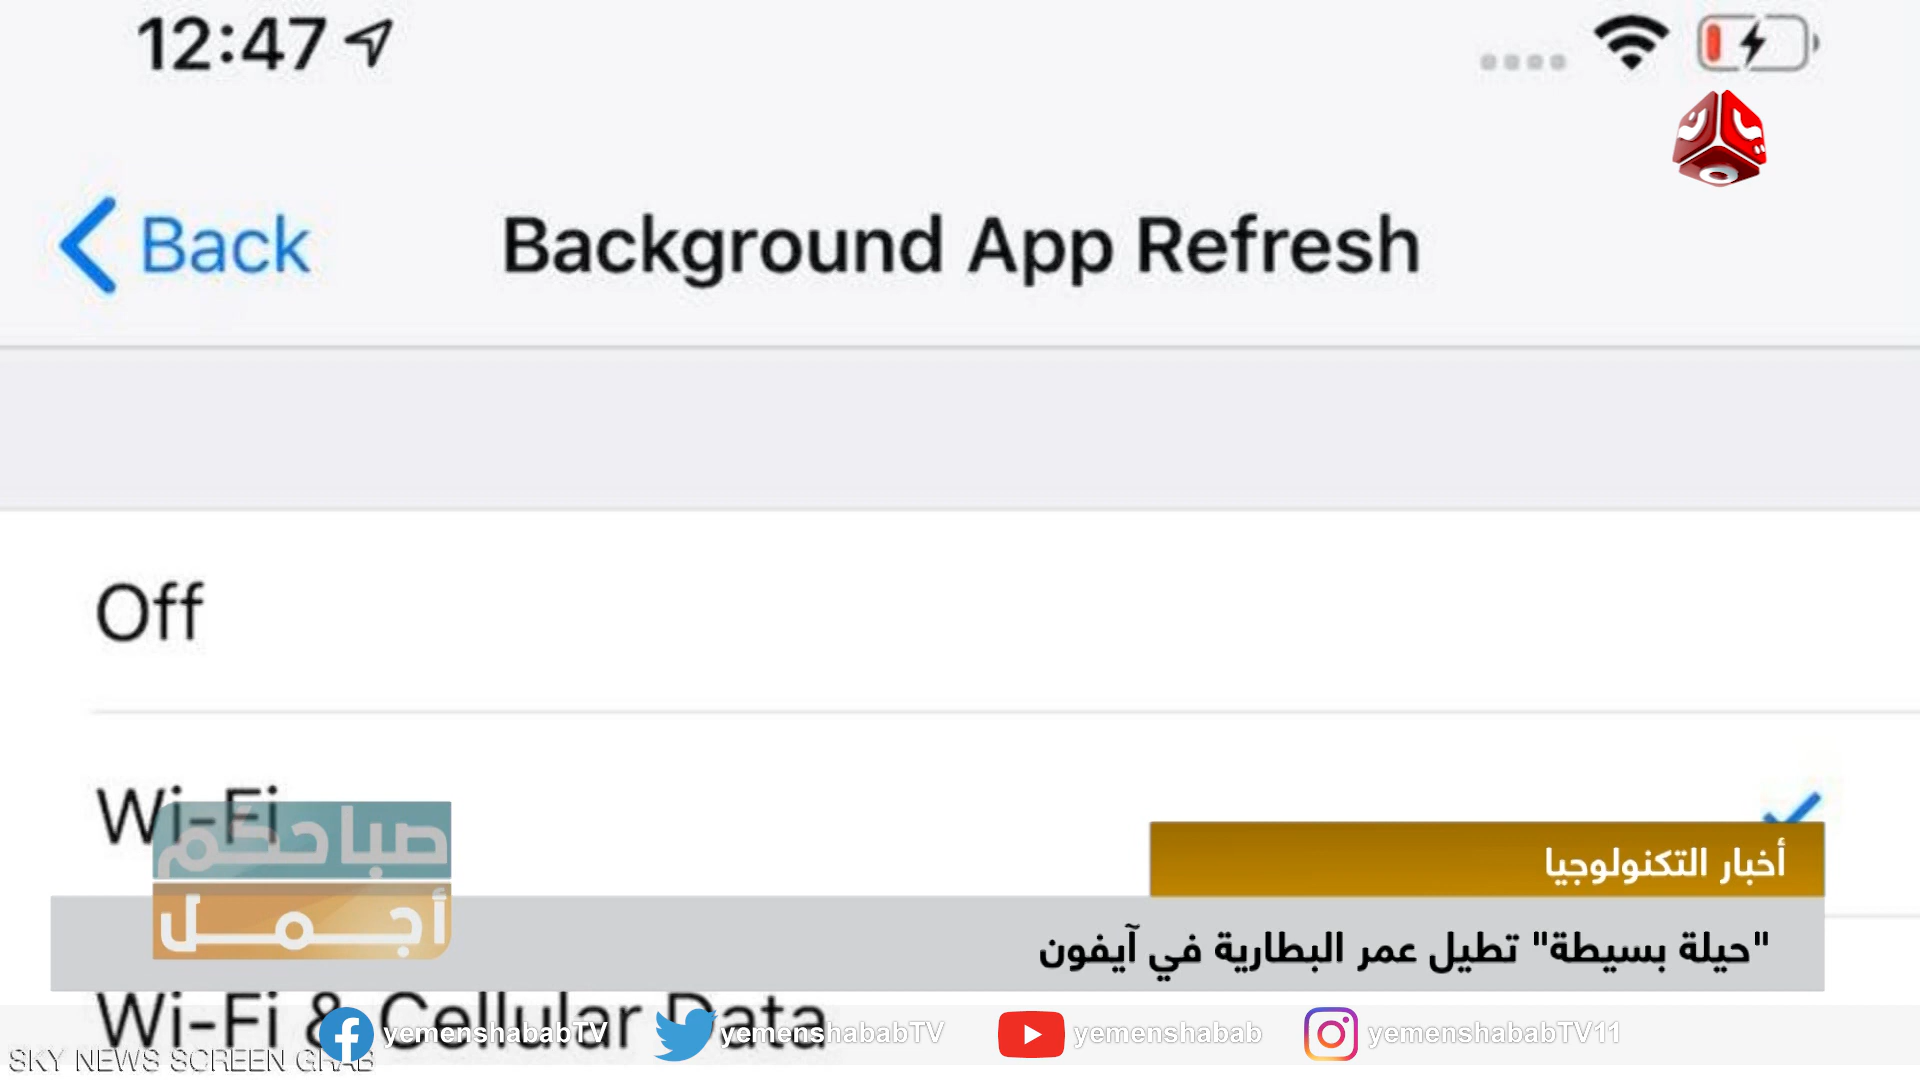 12:47
Back
Background App Refresh
Off
Wi-Fi
صباحكم
أجمل
أخبار التكنولوجيا
"حيلة بسيطة" تطيل عمر البطارية في آيفون
Wi-Fi & Cellular Data
yemenshababTV
yemenshababTV
yemenshabab
yemenshababTV11
SKY NEWS SCREEN GRAB